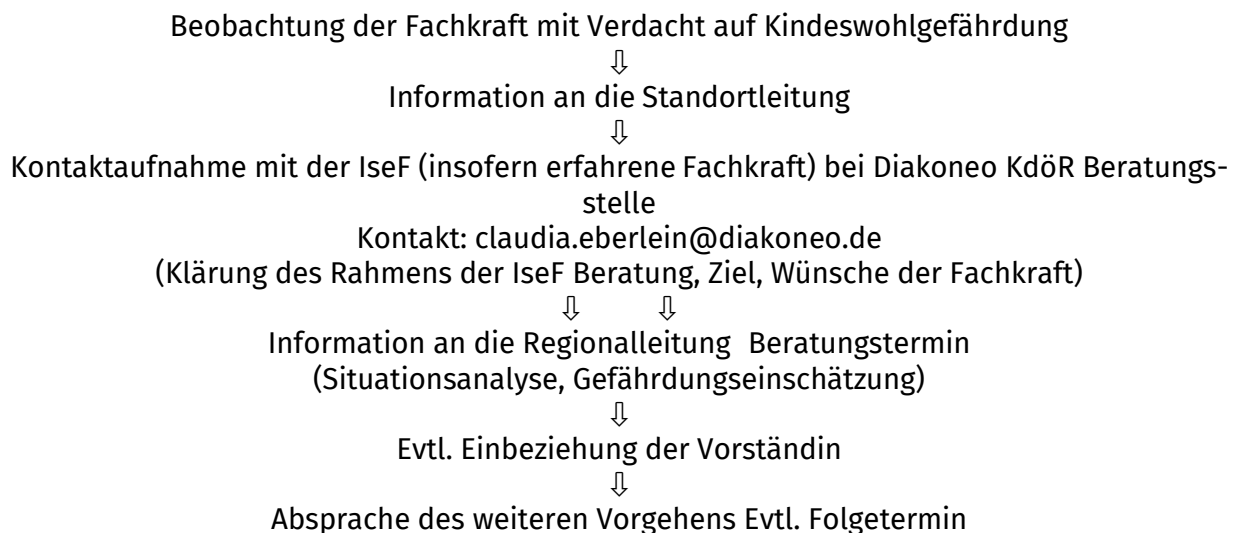 Beobachtung der Fachkraft mit Verdacht auf Kindeswohlgefährdung
⇩
Information an die Standortleitung
⇩
Kontaktaufnahme mit der IseF (insofern erfahrene Fachkraft) bei Diakoneo KdöR Beratungs-
stelle
Kontakt: claudia.eberlein@diakoneo.de
(Klärung des Rahmens der IseF Beratung, Ziel, Wünsche der Fachkraft)
⇩ ⇩
Information an die Regionalleitung Beratungstermin
(Situationsanalyse, Gefährdungseinschätzung)
⇩
Evtl. Einbeziehung der Vorständin
⇩
Absprache des weiteren Vorgehens Evtl. Folgetermin